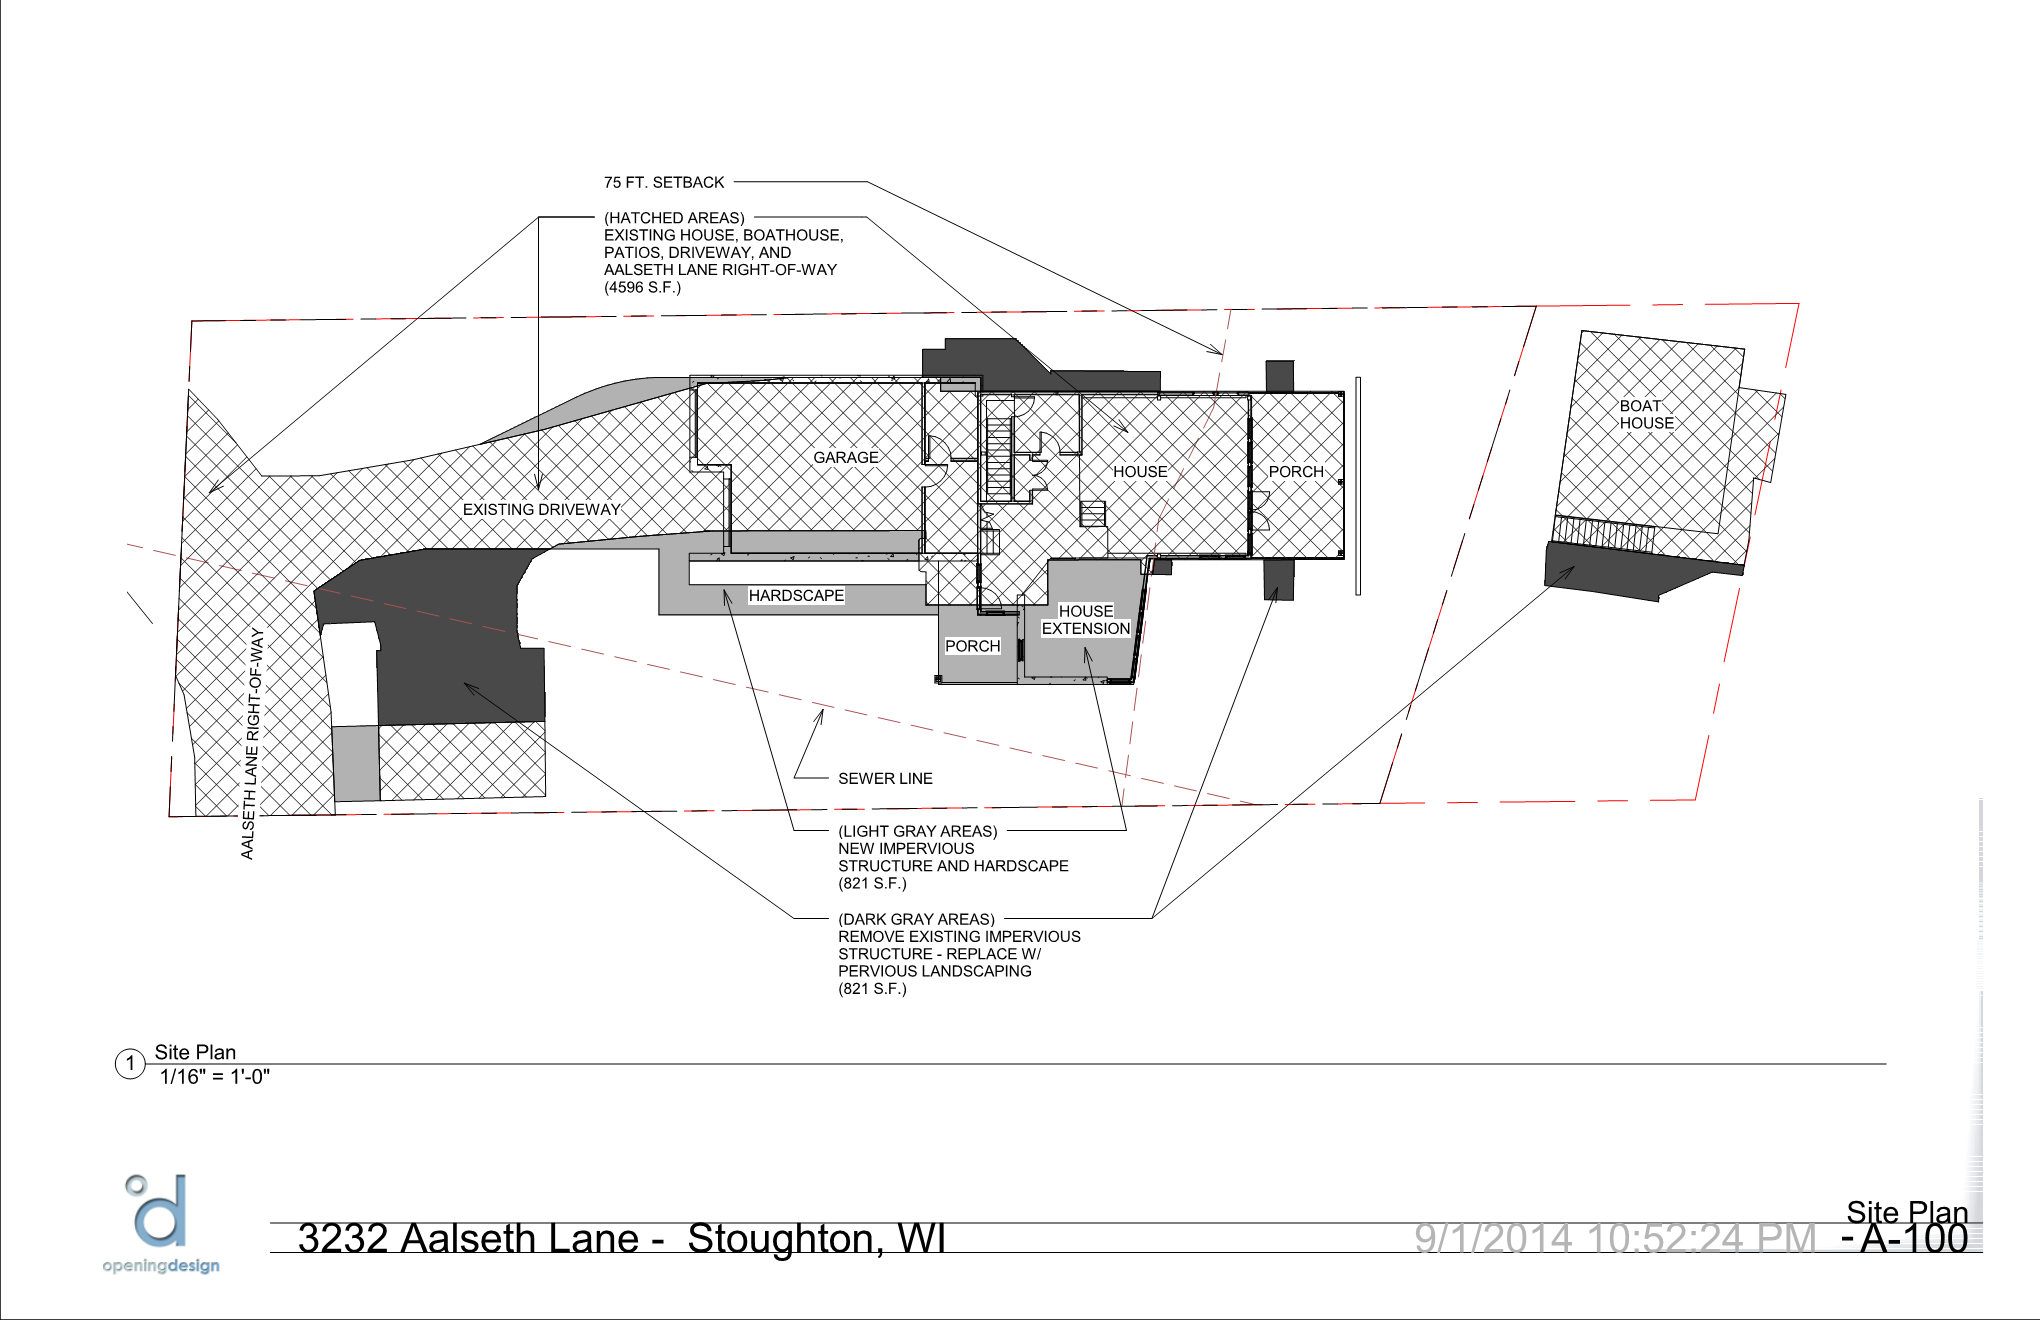 75 FT. SETBACK
(HATCHED AREAS)
EXISTING HOUSE, BOATHOUSE,
PATIOS, DRIVEWAY, AND
AALSETH LANE RIGHT-OF-WAY
(4596 S.F.)
BOAT
HOUSE
GARAGE
HOUSE
PORCH
EXISTING DRIVEWAY
HARDSCAPE
HOUSE
EXTENSION
PORCH
AALSETH LANE RIGHT-OF-WAY
SEWER LINE
(LIGHT GRAY AREAS)
NEW IMPERVIOUS
STRUCTURE AND HARDSCAPE
(821 S.F.)
(DARK GRAY AREAS)
REMOVE EXISTING IMPERVIOUS
STRUCTURE - REPLACE W/
PERVIOUS LANDSCAPING
(821 S.F.)
1 Site Plan
1/16" = 1'-0"
openingdesign
3232 Aalseth Lane - Stoughton, WI
9/1/2014 10:52:24 PM
Site Plan
-A-100